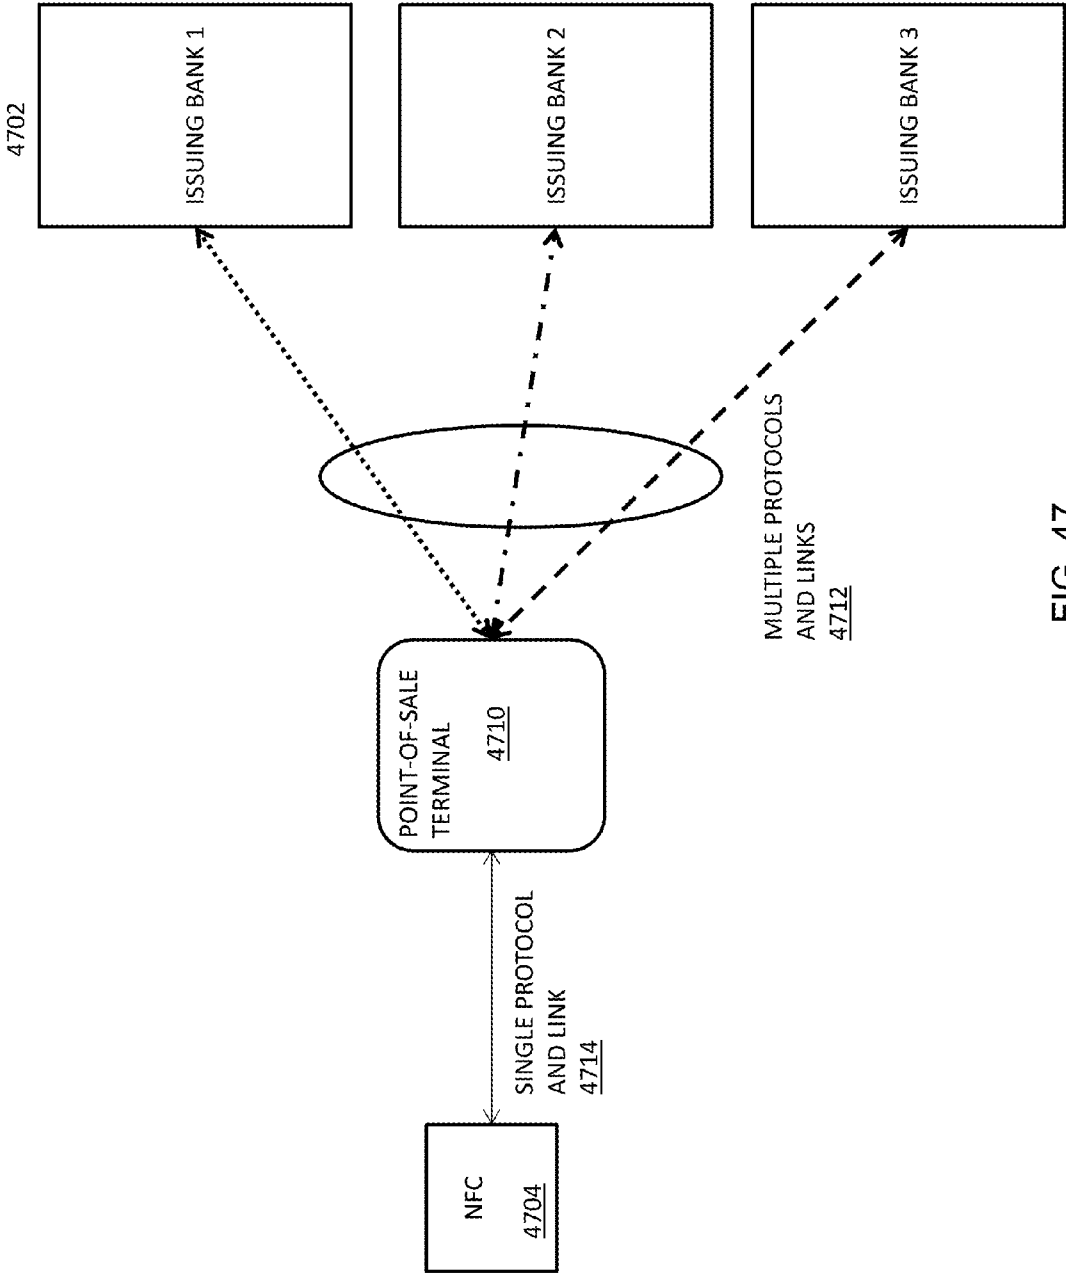 4702
ISSUING BANK 1
ISSUING BANK 2
ISSUING BANK 3
POINT-OF-SALE
TERMINAL
4710
MULTIPLE PROTOCOLS
AND LINKS
4712
SINGLE PROTOCOL
AND LINK
4714
NFC
4704
FIG. 47